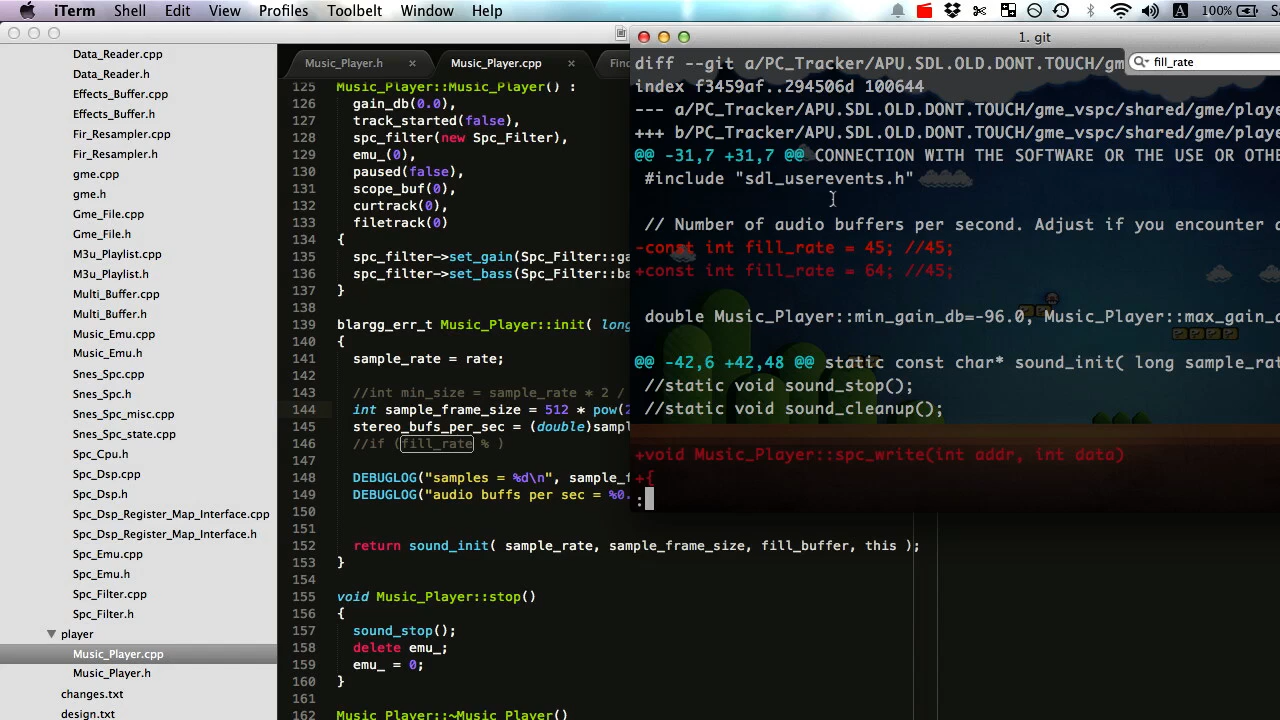 iTerm Shell Edit View Profiles Toolbelt Window Help
100%
Data_Reader.cpp
Data_Reader.h
Effects_Buffer.cpp
Effects_Buffer.h
Fir_Resampler.cpp
Fir_Resampler.h
gme.cpp
gme.h
Gme_File.cpp
Gme_File.h
M3u_Playlist.cpp
M3u_Playlist.h
Multi_Buffer.cpp
Multi_Buffer.h
Music_Emu.cpp
Music_Emu.h
Snes_Spc.cpp
Snes_Spc.h
Snes_Spc_misc.cpp
Snes_Spc_state.cpp
Spc_Cpu.h
Spc_Dsp.cpp
Spc_Dsp.h
Spc_Dsp_Register_Map_Interface.cpp
Spc_Dsp_Register_Map_Interface.h
Spc_Emu.cpp
Spc_Emu.h
Spc_Filter.cpp
Spc_Filter.h
player
Music_Player.cpp
Music_Player.h
changes.txt
design.txt
Music_Player.h × Music_Player.cpp × Find
125 Music_Player::Music_Player() :
126 gain_db(0.0),
127 track_started(false),
128 spc_filter(new Spc_Filter),
129 emu_(0),
130 paused(false),
131 scope_buf(0),
132 curtrack(0),
133 filetrack(0)
134 {
135 spc_filter->set_gain(Spc_Filter::ga
136 spc_filter->set_bass(Spc_Filter::ba
137 }
138
139 blargg_err_t Music_Player::init( long
140 {
141 sample_rate = rate;
142
143 //int min_size = sample_rate * 2 /
144 int sample_frame_size = 512 * pow(2
145 stereo_bufs_per_sec = (double)sampl
146 //if (fill_rate % )
147
148 DEBUGLOG("samples = %d\n", sample_f
149 DEBUGLOG("audio buffs per sec = %0.
150
151
152 return sound_init( sample_rate, sample_frame_size, fill_buffer, this );
153 }
154
155 void Music_Player::stop()
156 {
157 sound_stop();
158 delete emu_;
159 emu_ = 0;
160 }
161
162 Music_Player::~Music_Player()
1. git
fill_rate
diff --git a/PC_Tracker/APU.SDL.OLD.DONT.TOUCH/gm
index f3459af..294506d 100644
--- a/PC_Tracker/APU.SDL.OLD.DONT.TOUCH/gme_vspc/shared/gme/playe
+++ b/PC_Tracker/APU.SDL.OLD.DONT.TOUCH/gme_vspc/shared/gme/playe
@@ -31,7 +31,7 @@ CONNECTION WITH THE SOFTWARE OR THE USE OR OTHE
#include "sdl_userevents.h"
// Number of audio buffers per second. Adjust if you encounter a
-const int fill_rate = 45; //45;
+const int fill_rate = 64; //45;
double Music_Player::min_gain_db=-96.0, Music_Player::max_gain_d
@@ -42,6 +42,48 @@ static const char* sound_init( long sample_rat
//static void sound_stop();
//static void sound_cleanup();
+void Music_Player::spc_write(int addr, int data)
+{
: